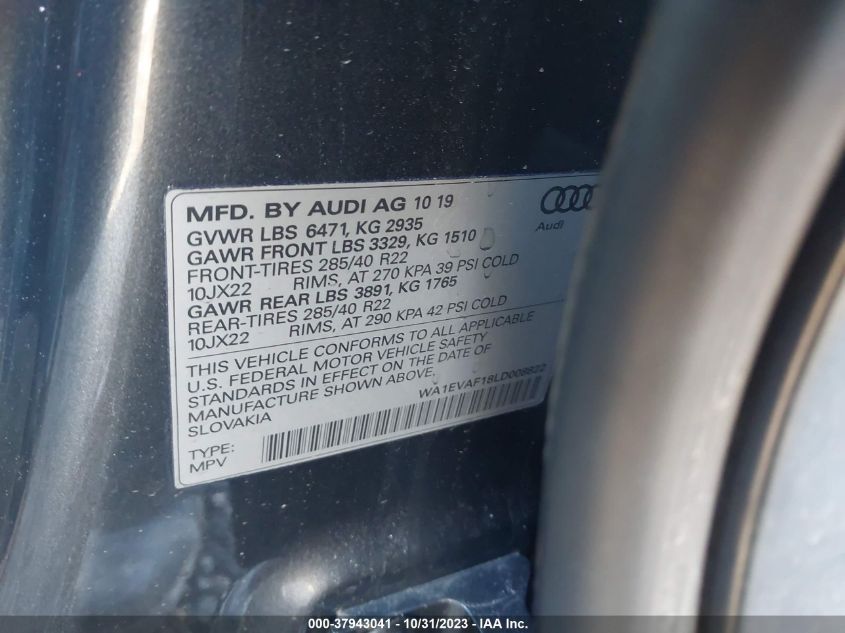 MFD. BY AUDI AG 10 19
GVWR LBS 6471, KG 2935
GAWR FRONT LBS 3329, KG 1510
FRONT-TIRES 285/40 R22
10JX22 RIMS, AT 270 KPA 39 PSI COLD
GAWR REAR LBS 3891, KG 1765
REAR-TIRES 285/40 R22
10JX22 RIMS, AT 290 KPA 42 PSI COLD
Audi
THIS VEHICLE CONFORMS TO ALL APPLICABLE
U.S. FEDERAL MOTOR VEHICLE SAFETY
STANDARDS IN EFFECT ON THE DATE OF
MANUFACTURE SHOWN ABOVE.
SLOVAKIA
WA1EVAF18LD008822
TYPE:
MPV
000-37943041 - 10/31/2023 - IAA Inc.